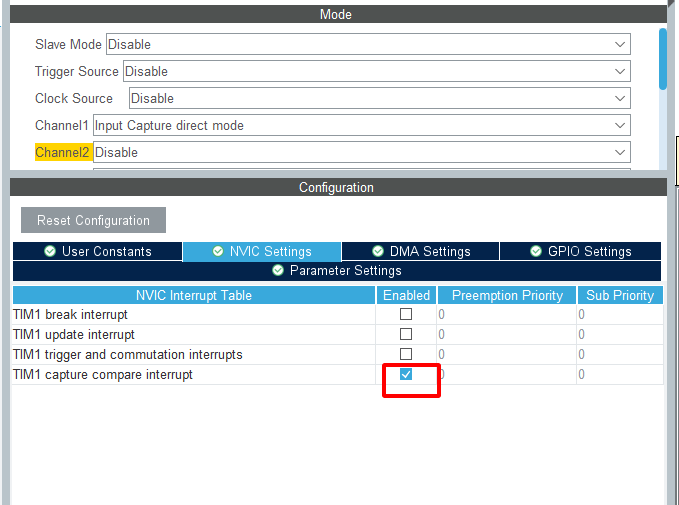 Mode
Slave Mode Disable
Trigger Source Disable
Clock Source Disable
Channel1 Input Capture direct mode
Channel2 Disable
Configuration
Reset Configuration
User Constants NVIC Settings DMA Settings GPIO Settings
Parameter Settings
NVIC Interrupt Table Enabled Preemption Priority Sub Priority
TIM1 break interrupt 0 0
TIM1 update interrupt 0 0
TIM1 trigger and commutation interrupts 0 0
TIM1 capture compare interrupt 0 0